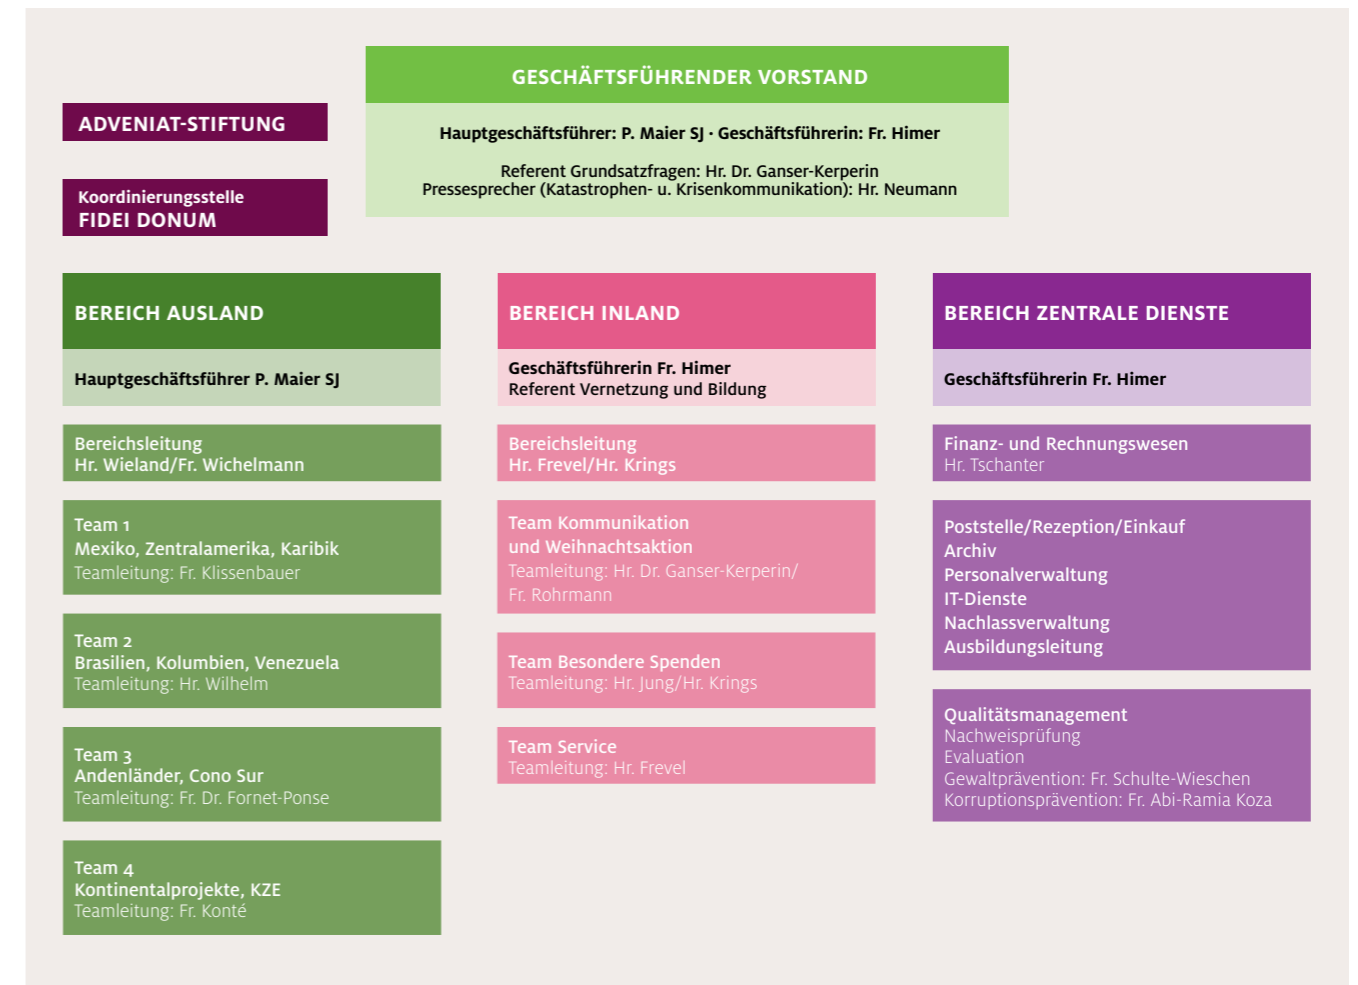 GESCHÄFTSFÜHRENDER VORSTAND
Hauptgeschäftsführer: P. Maier SJ · Geschäftsführerin: Fr. Himer
Referent Grundsatzfragen: Hr. Dr. Ganser-Kerperin
Pressesprecher (Katastrophen- u. Krisenkommunikation): Hr. Neumann
ADVENIAT-STIFTUNG
Koordinierungsstelle
FIDEI DONUM
BEREICH AUSLAND
Hauptgeschäftsführer P. Maier SJ
Bereichsleitung
Hr. Wieland/Fr. Wichelmann
Team 1
Mexiko, Zentralamerika, Karibik
Teamleitung: Fr. Klissenbauer
Team 2
Brasilien, Kolumbien, Venezuela
Teamleitung: Hr. Wilhelm
Team 3
Andenländer, Cono Sur
Teamleitung: Fr. Dr. Fornet-Ponse
Team 4
Kontinentalprojekte, KZE
Teamleitung: Fr. Konté
BEREICH INLAND
Geschäftsführerin Fr. Himer
Referent Vernetzung und Bildung
Bereichsleitung
Hr. Frevel/Hr. Krings
Team Kommunikation
und Weihnachtsaktion
Teamleitung: Hr. Dr. Ganser-Kerperin/
Fr. Rohrmann
Team Besondere Spenden
Teamleitung: Hr. Jung/Hr. Krings
Team Service
Teamleitung: Hr. Frevel
BEREICH ZENTRALE DIENSTE
Geschäftsführerin Fr. Himer
Finanz- und Rechnungswesen
Hr. Tschanter
Poststelle/Rezeption/Einkauf
Archiv
Personalverwaltung
IT-Dienste
Nachlassverwaltung
Ausbildungsleitung
Qualitätsmanagement
Nachweisprüfung
Evaluation
Gewaltprävention: Fr. Schulte-Wieschen
Korruptionsprävention: Fr. Abi-Ramia Koza